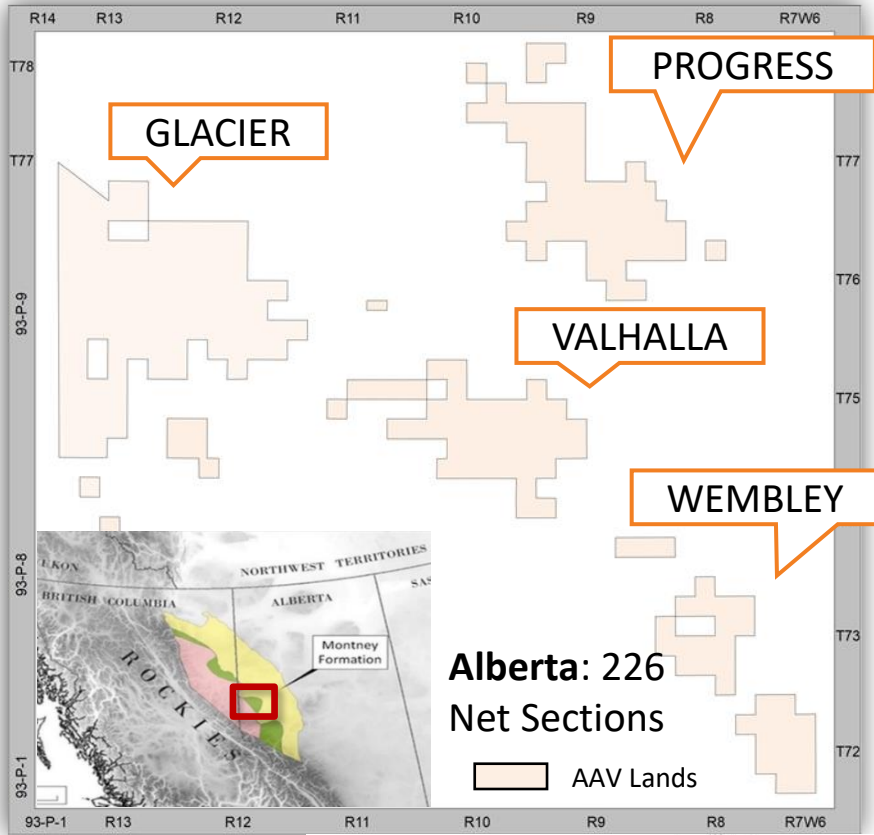 R14 R13 R12 R11 R10 R9 R8 R7W6
T78
PROGRESS
GLACIER
T77
T77
T76
93-P-9
VALHALLA
T75
T75
WEMBLEY
NORTHWEST TERRITORIES
BRITISH COLUMBIA
ALBERTA
93-P-8
Montney
Formation
ROCKIES
T73
Alberta: 226
Net Sections
T72
AAV Lands
93-P-1
93-P-1 R13 R12 R11 R10 R9 R8 R7W6